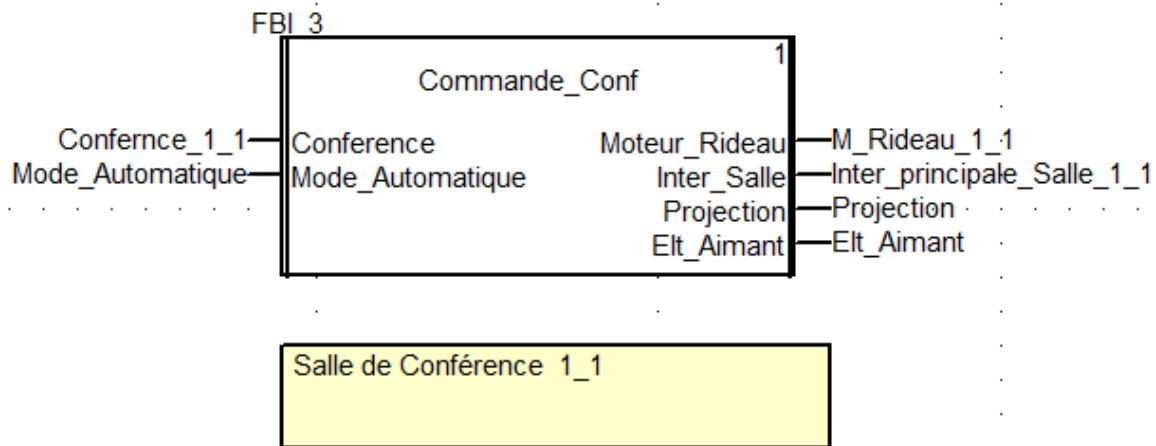 FBI_3
1
Commande_Conf
Confernce_1_1 Conference Moteur_Rideau M_Rideau_1_1
Mode_Automatique Mode_Automatique Inter_Salle Inter_principale_Salle_1_1
Projection Projection
Elt_Aimant Elt_Aimant
Salle de Conférence 1_1